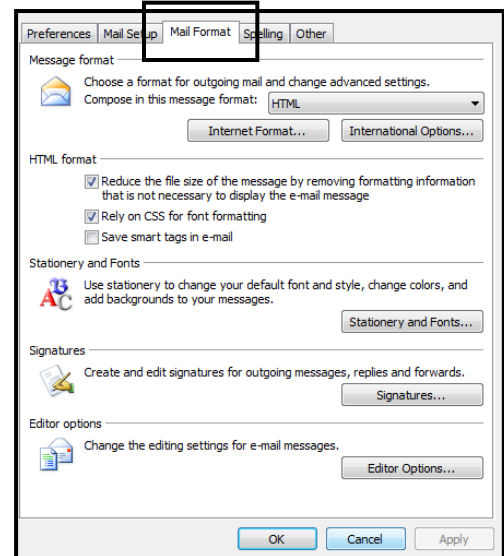 Preferences Mail Setup Mail Format Spelling Other
Message format
Choose a format for outgoing mail and change advanced settings.
Compose in this message format: HTML
Internet Format... International Options...
HTML format
Reduce the file size of the message by removing formatting information
that is not necessary to display the e-mail message
Rely on CSS for font formatting
Save smart tags in e-mail
Stationery and Fonts
Use stationery to change your default font and style, change colors, and
add backgrounds to your messages.
Stationery and Fonts...
Signatures
Create and edit signatures for outgoing messages, replies and forwards.
Signatures...
Editor options
Change the editing settings for e-mail messages.
Editor Options...
OK Cancel Apply